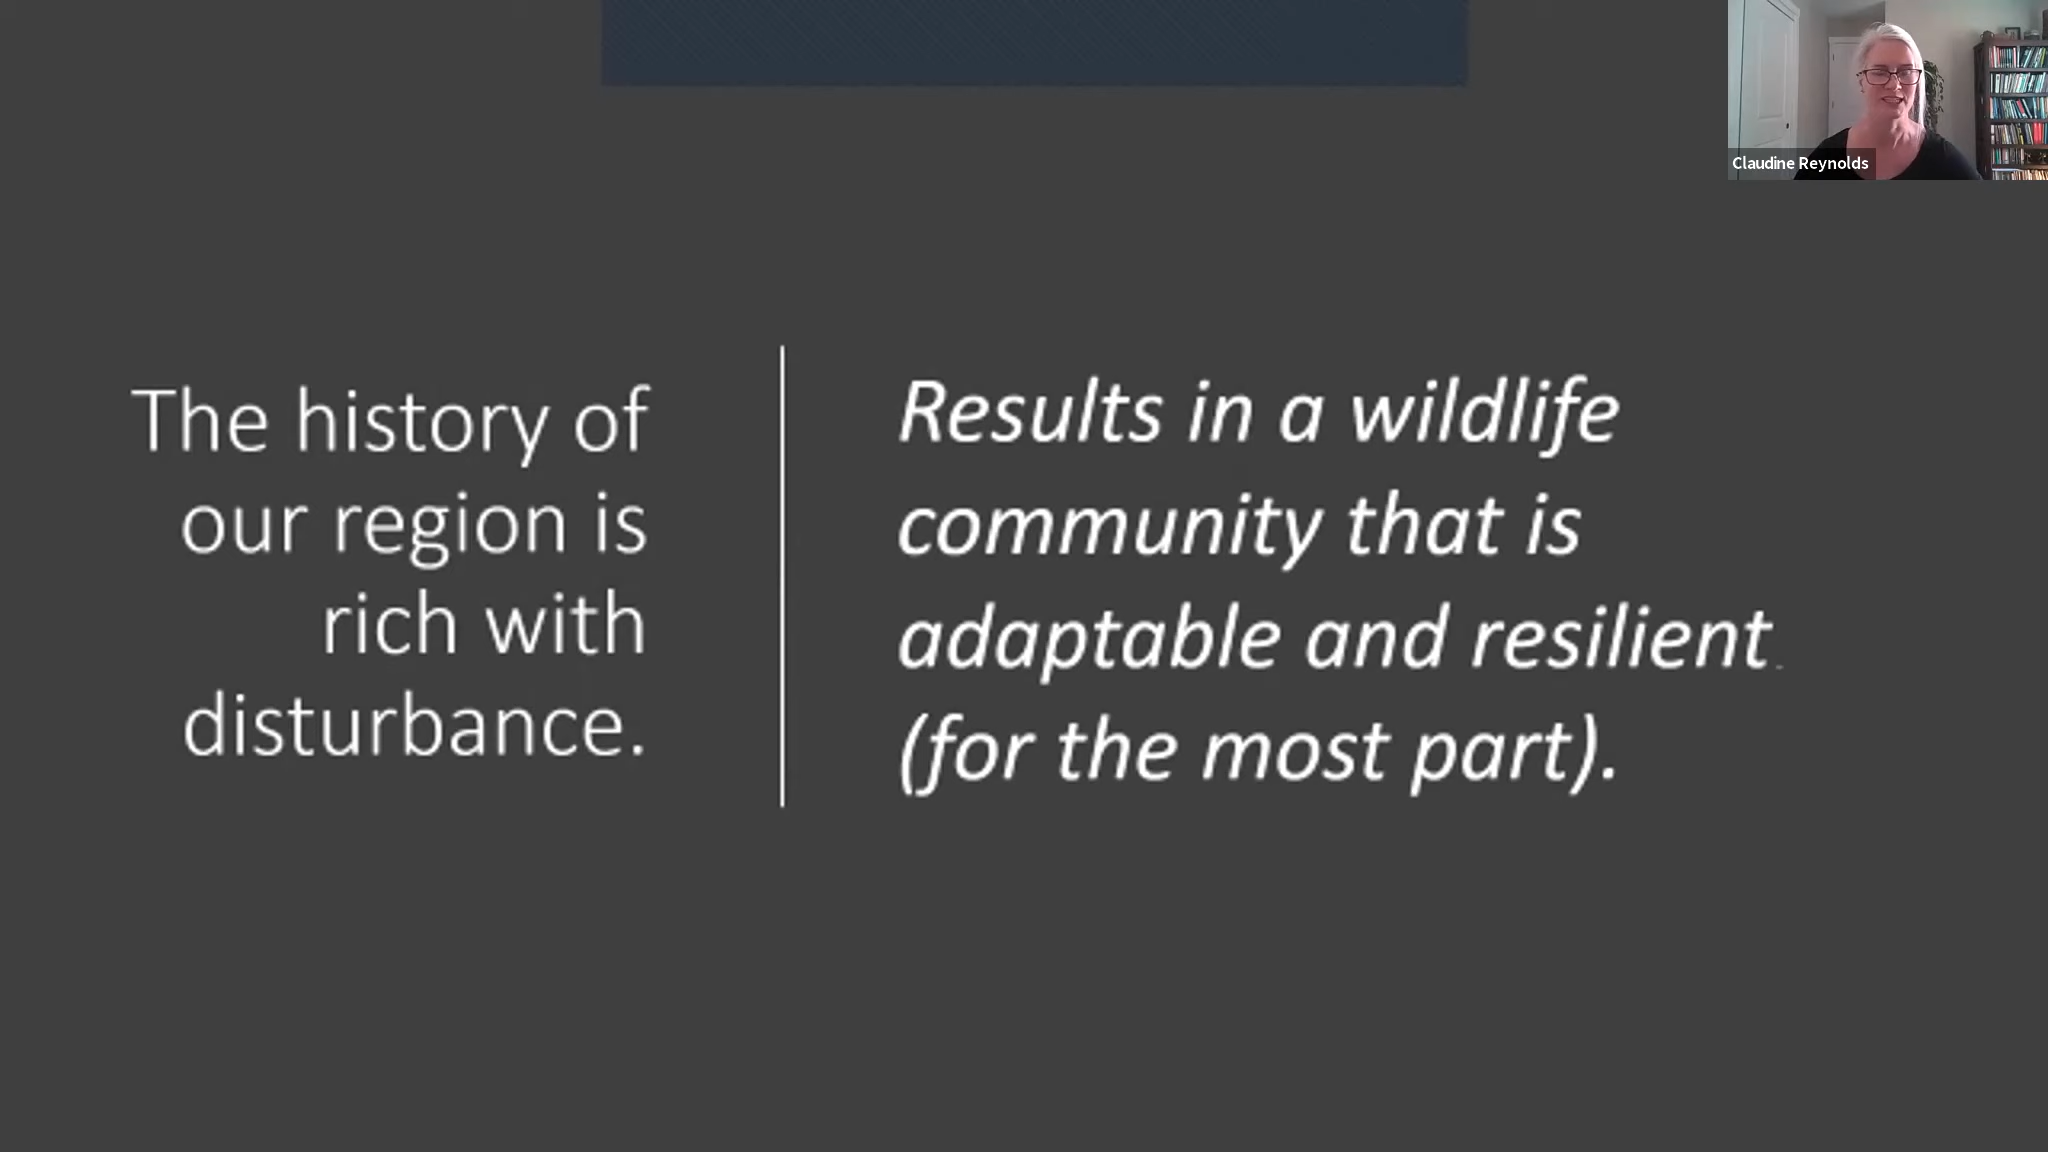 Claudine Reynolds
The history of
our region is
rich with
disturbance.
Results in a wildlife
community that is
adaptable and resilient
(for the most part).